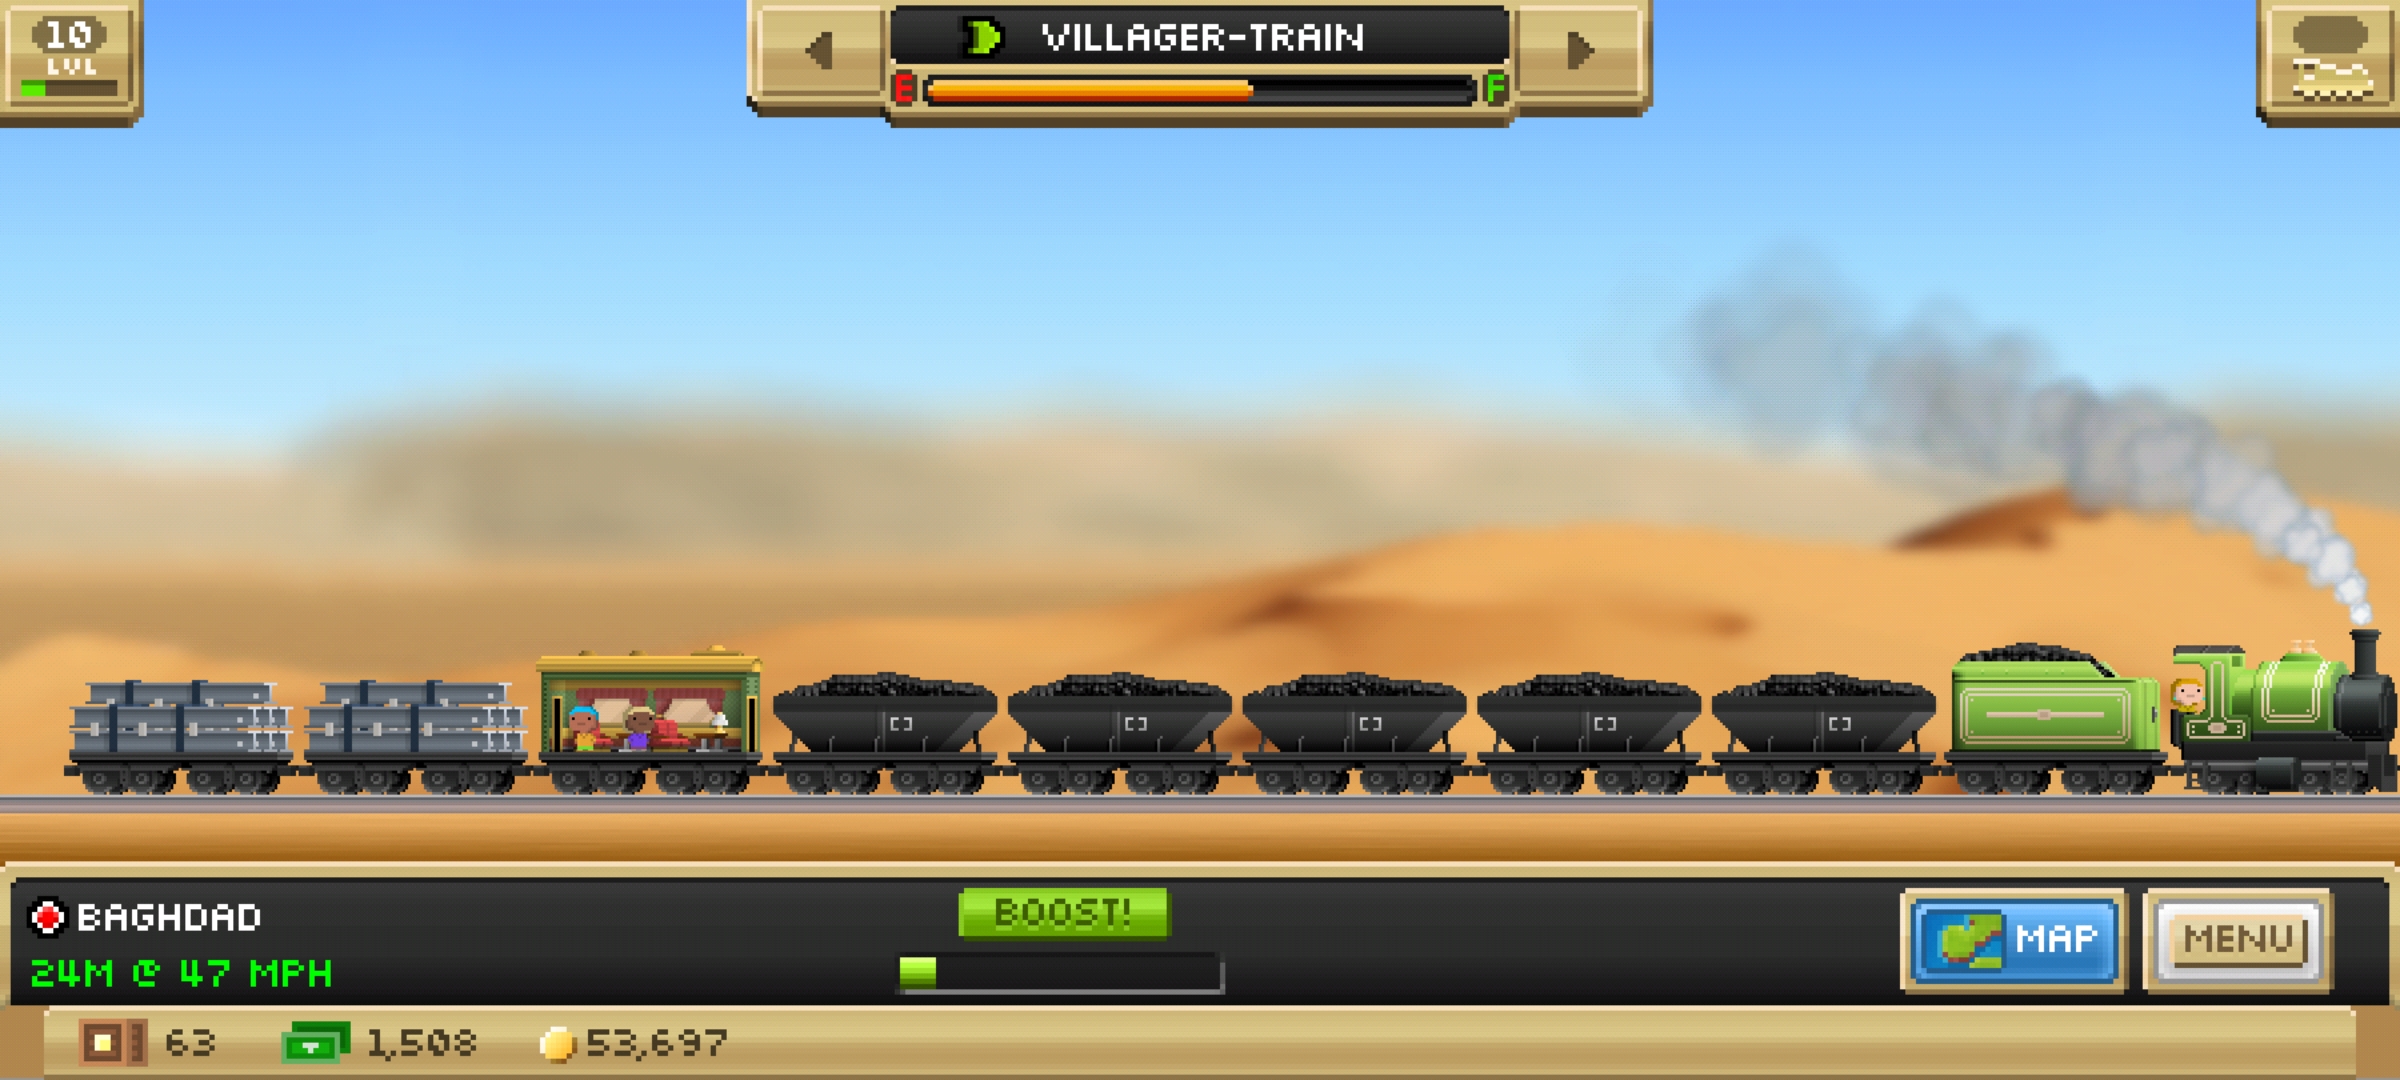 10
LVL
VILLAGER-TRAIN
E F
BAGHDAD
24M @ 47 MPH
BOOST!
MAP
MENU
63 1,508 53,697